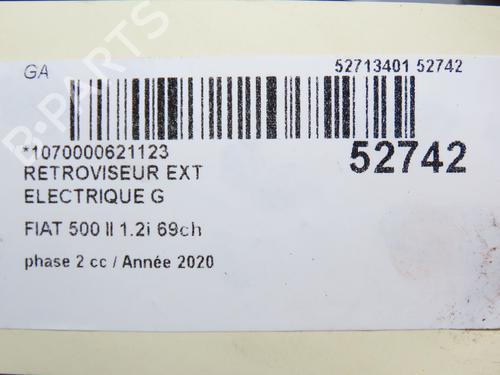 GA
52713401 52742
*1070000621123
52742
RETROVISEUR EXT
ELECTRIQUE G
FIAT 500 II 1.2i 69ch
phase 2 cc / Année 2020
B-PARTS